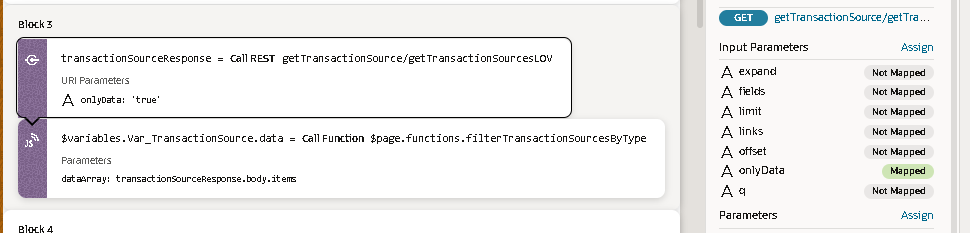 Block 3
transactionSourceResponse = Call REST getTransactionSource/getTransactionSourcesLOV
URI Parameters
A onlyData: 'true'
JS
$variables.Var_TransactionSource.data = Call Function $page.functions.filterTransactionSourcesByType
Parameters
dataArray: transactionSourceResponse.body.items
Block 4
GET getTransactionSource/getTra...
Input Parameters Assign
A expand Not Mapped
A fields Not Mapped
A limit Not Mapped
A links Not Mapped
A offset Not Mapped
A onlyData Mapped
A q Not Mapped
Parameters Assign